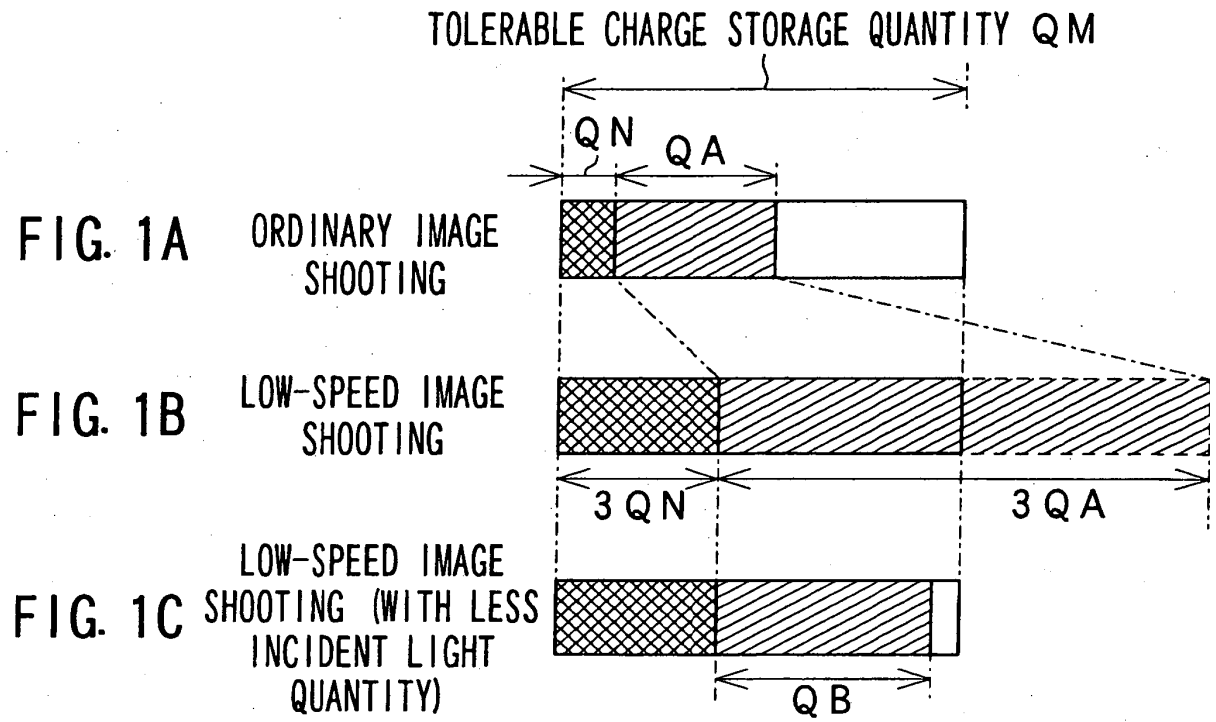 TOLERABLE CHARGE STORAGE QUANTITY QM
QN
QA
FIG. 1A
ORDINARY IMAGE
SHOOTING
FIG. 1B
LOW-SPEED IMAGE
SHOOTING
3QN
3QA
FIG. 1C
LOW-SPEED IMAGE
SHOOTING (WITH LESS
INCIDENT LIGHT
QUANTITY)
QB